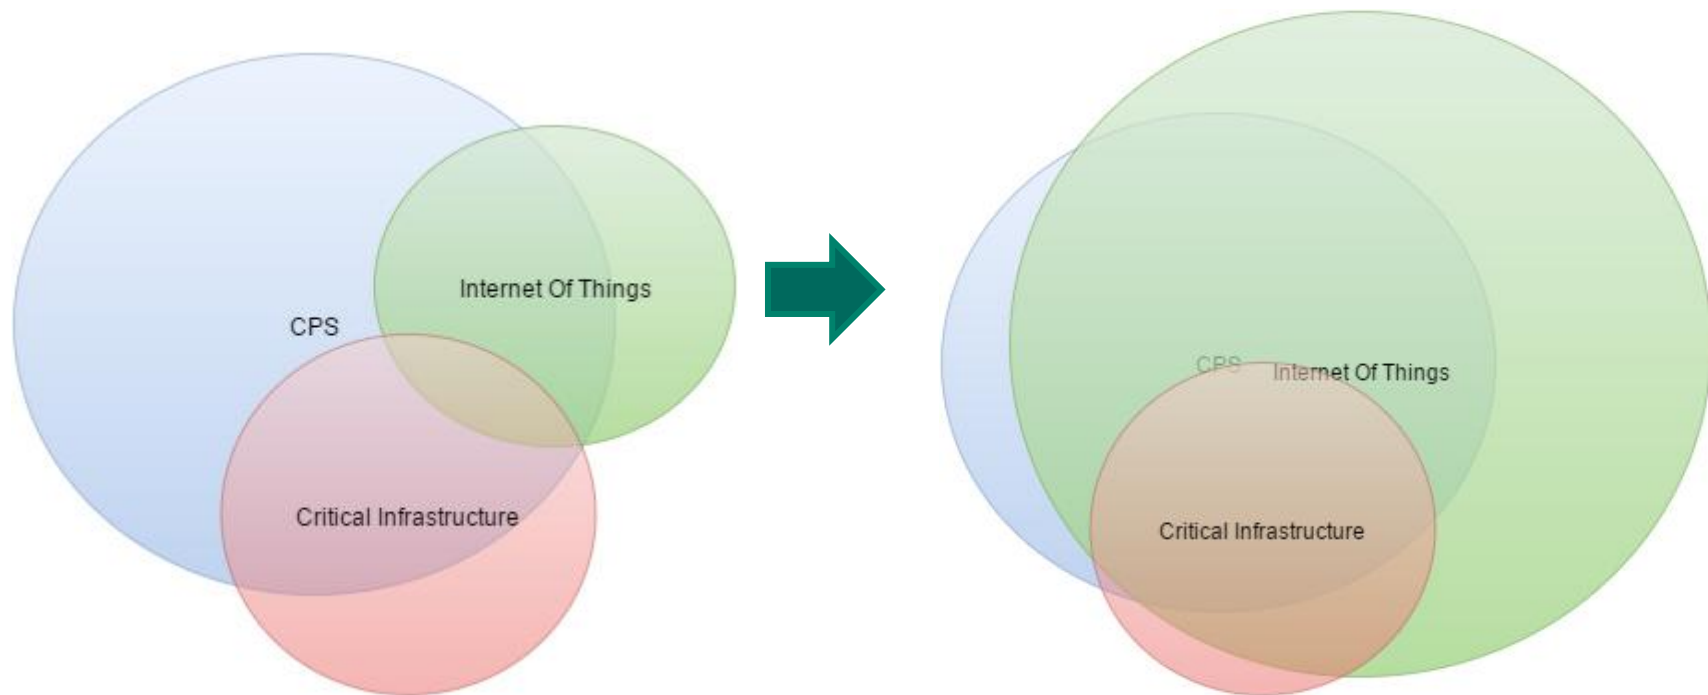 Internet Of Things
CPS
Critical Infrastructure
CPS
Internet Of Things
Critical Infrastructure